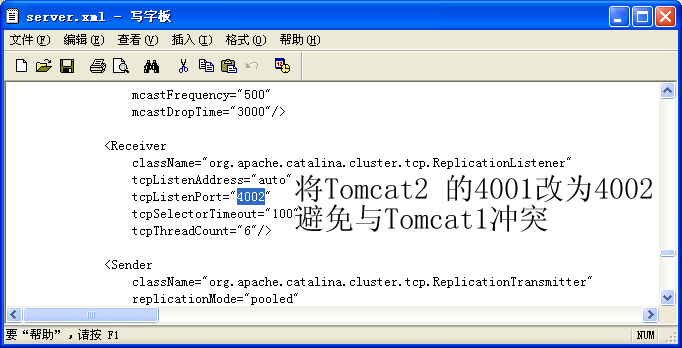 server.xml - 写字板
文件(F) 编辑(E) 查看(V) 插入(I) 格式(O) 帮助(H)
mcastFrequency="500"
mcastDropTime="3000"/>
<Receiver
className="org.apache.catalina.cluster.tcp.ReplicationListener"
tcpListenAddress="auto"
tcpListenPort="4002"
tcpSelectorTimeout="100"
tcpThreadCount="6"/>
将Tomcat2 的4001改为4002
避免与Tomcat1冲突
<Sender
className="org.apache.catalina.cluster.tcp.ReplicationTransmitter"
replicationMode="pooled"
要“帮助”，请按 F1 NUM